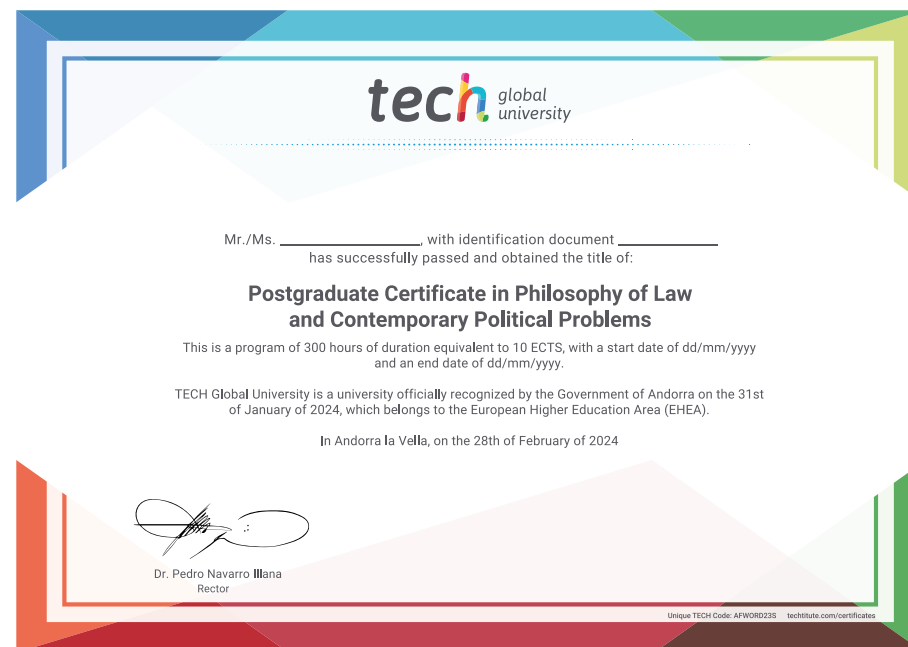 tech global university
Mr./Ms. ____________, with identification document ____________
has successfully passed and obtained the title of:
Postgraduate Certificate in Philosophy of Law
and Contemporary Political Problems
This is a program of 300 hours of duration equivalent to 10 ECTS, with a start date of dd/mm/yyyy
and an end date of dd/mm/yyyy.
TECH Global University is a university officially recognized by the Government of Andorra on the 31st
of January of 2024, which belongs to the European Higher Education Area (EHEA).
In Andorra la Vella, on the 28th of February of 2024
Dr. Pedro Navarro Illana
Rector
Unique TECH Code: AFWORD23S techtitute.com/certificates